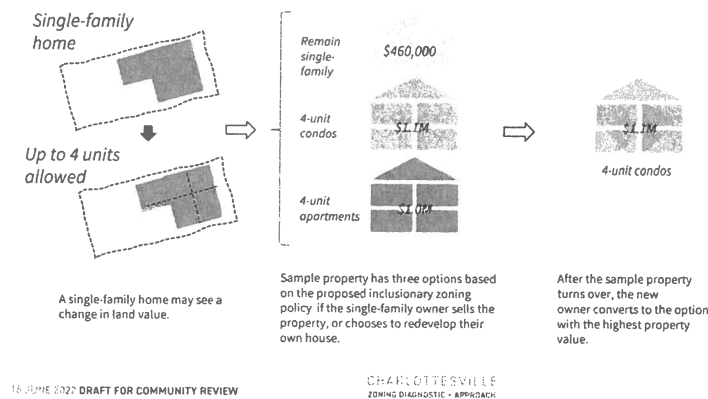 Single-family
home
Up to 4 units
allowed
A single-family home may see a
change in land value.
Remain
single-
family
$460,000
4-unit
condos
$1.1M
4-unit
apartments
$1.0M
Sample property has three options based
on the proposed inclusionary zoning
policy if the single-family owner sells the
property, or chooses to redevelop their
own house.
$1.1M
4-unit condos
After the sample property
turns over, the new
owner converts to the option
with the highest property
value.
16 JUNE 2022 DRAFT FOR COMMUNITY REVIEW
CHARLOTTESVILLE
ZONING DIAGNOSTIC + APPROACH